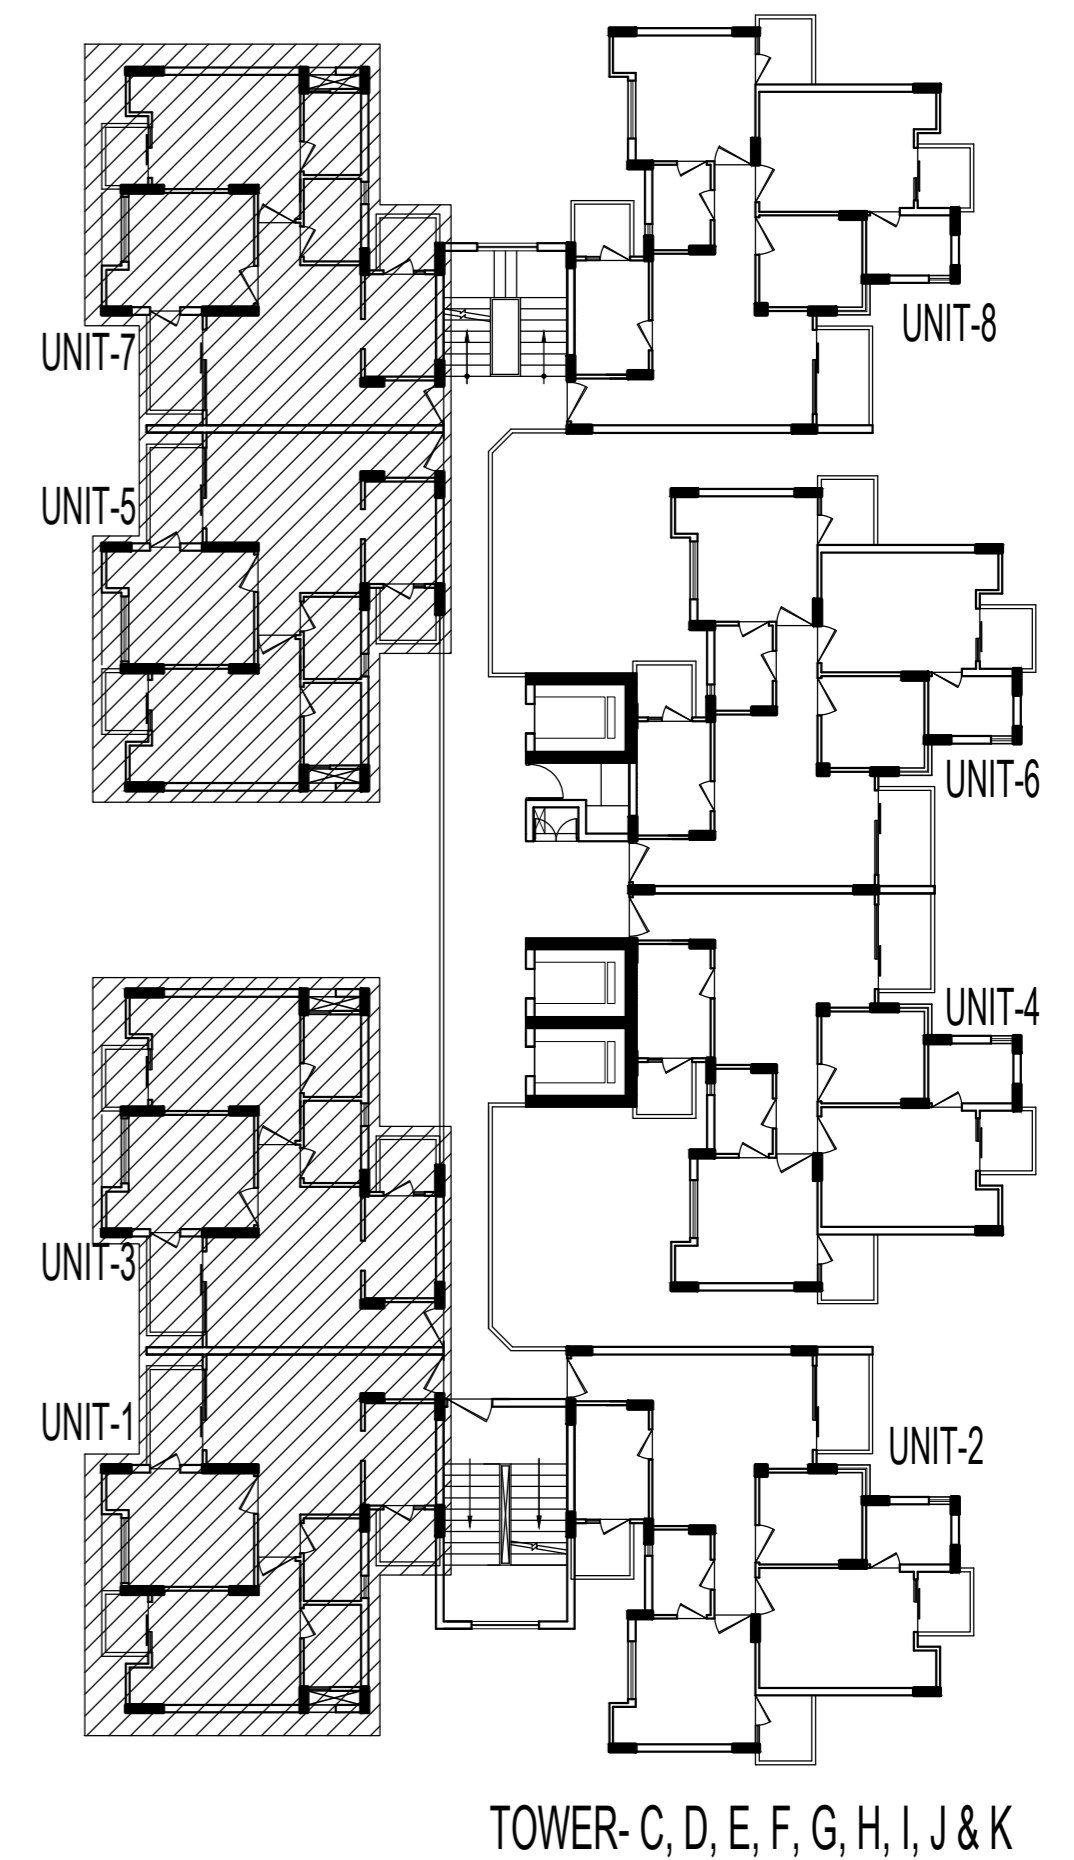 UNIT-8
UNIT-7
UNIT-5
UNIT-6
UNIT-4
UNIT-3
UNIT-1
UNIT-2
TOWER- C, D, E, F, G, H, I, J & K